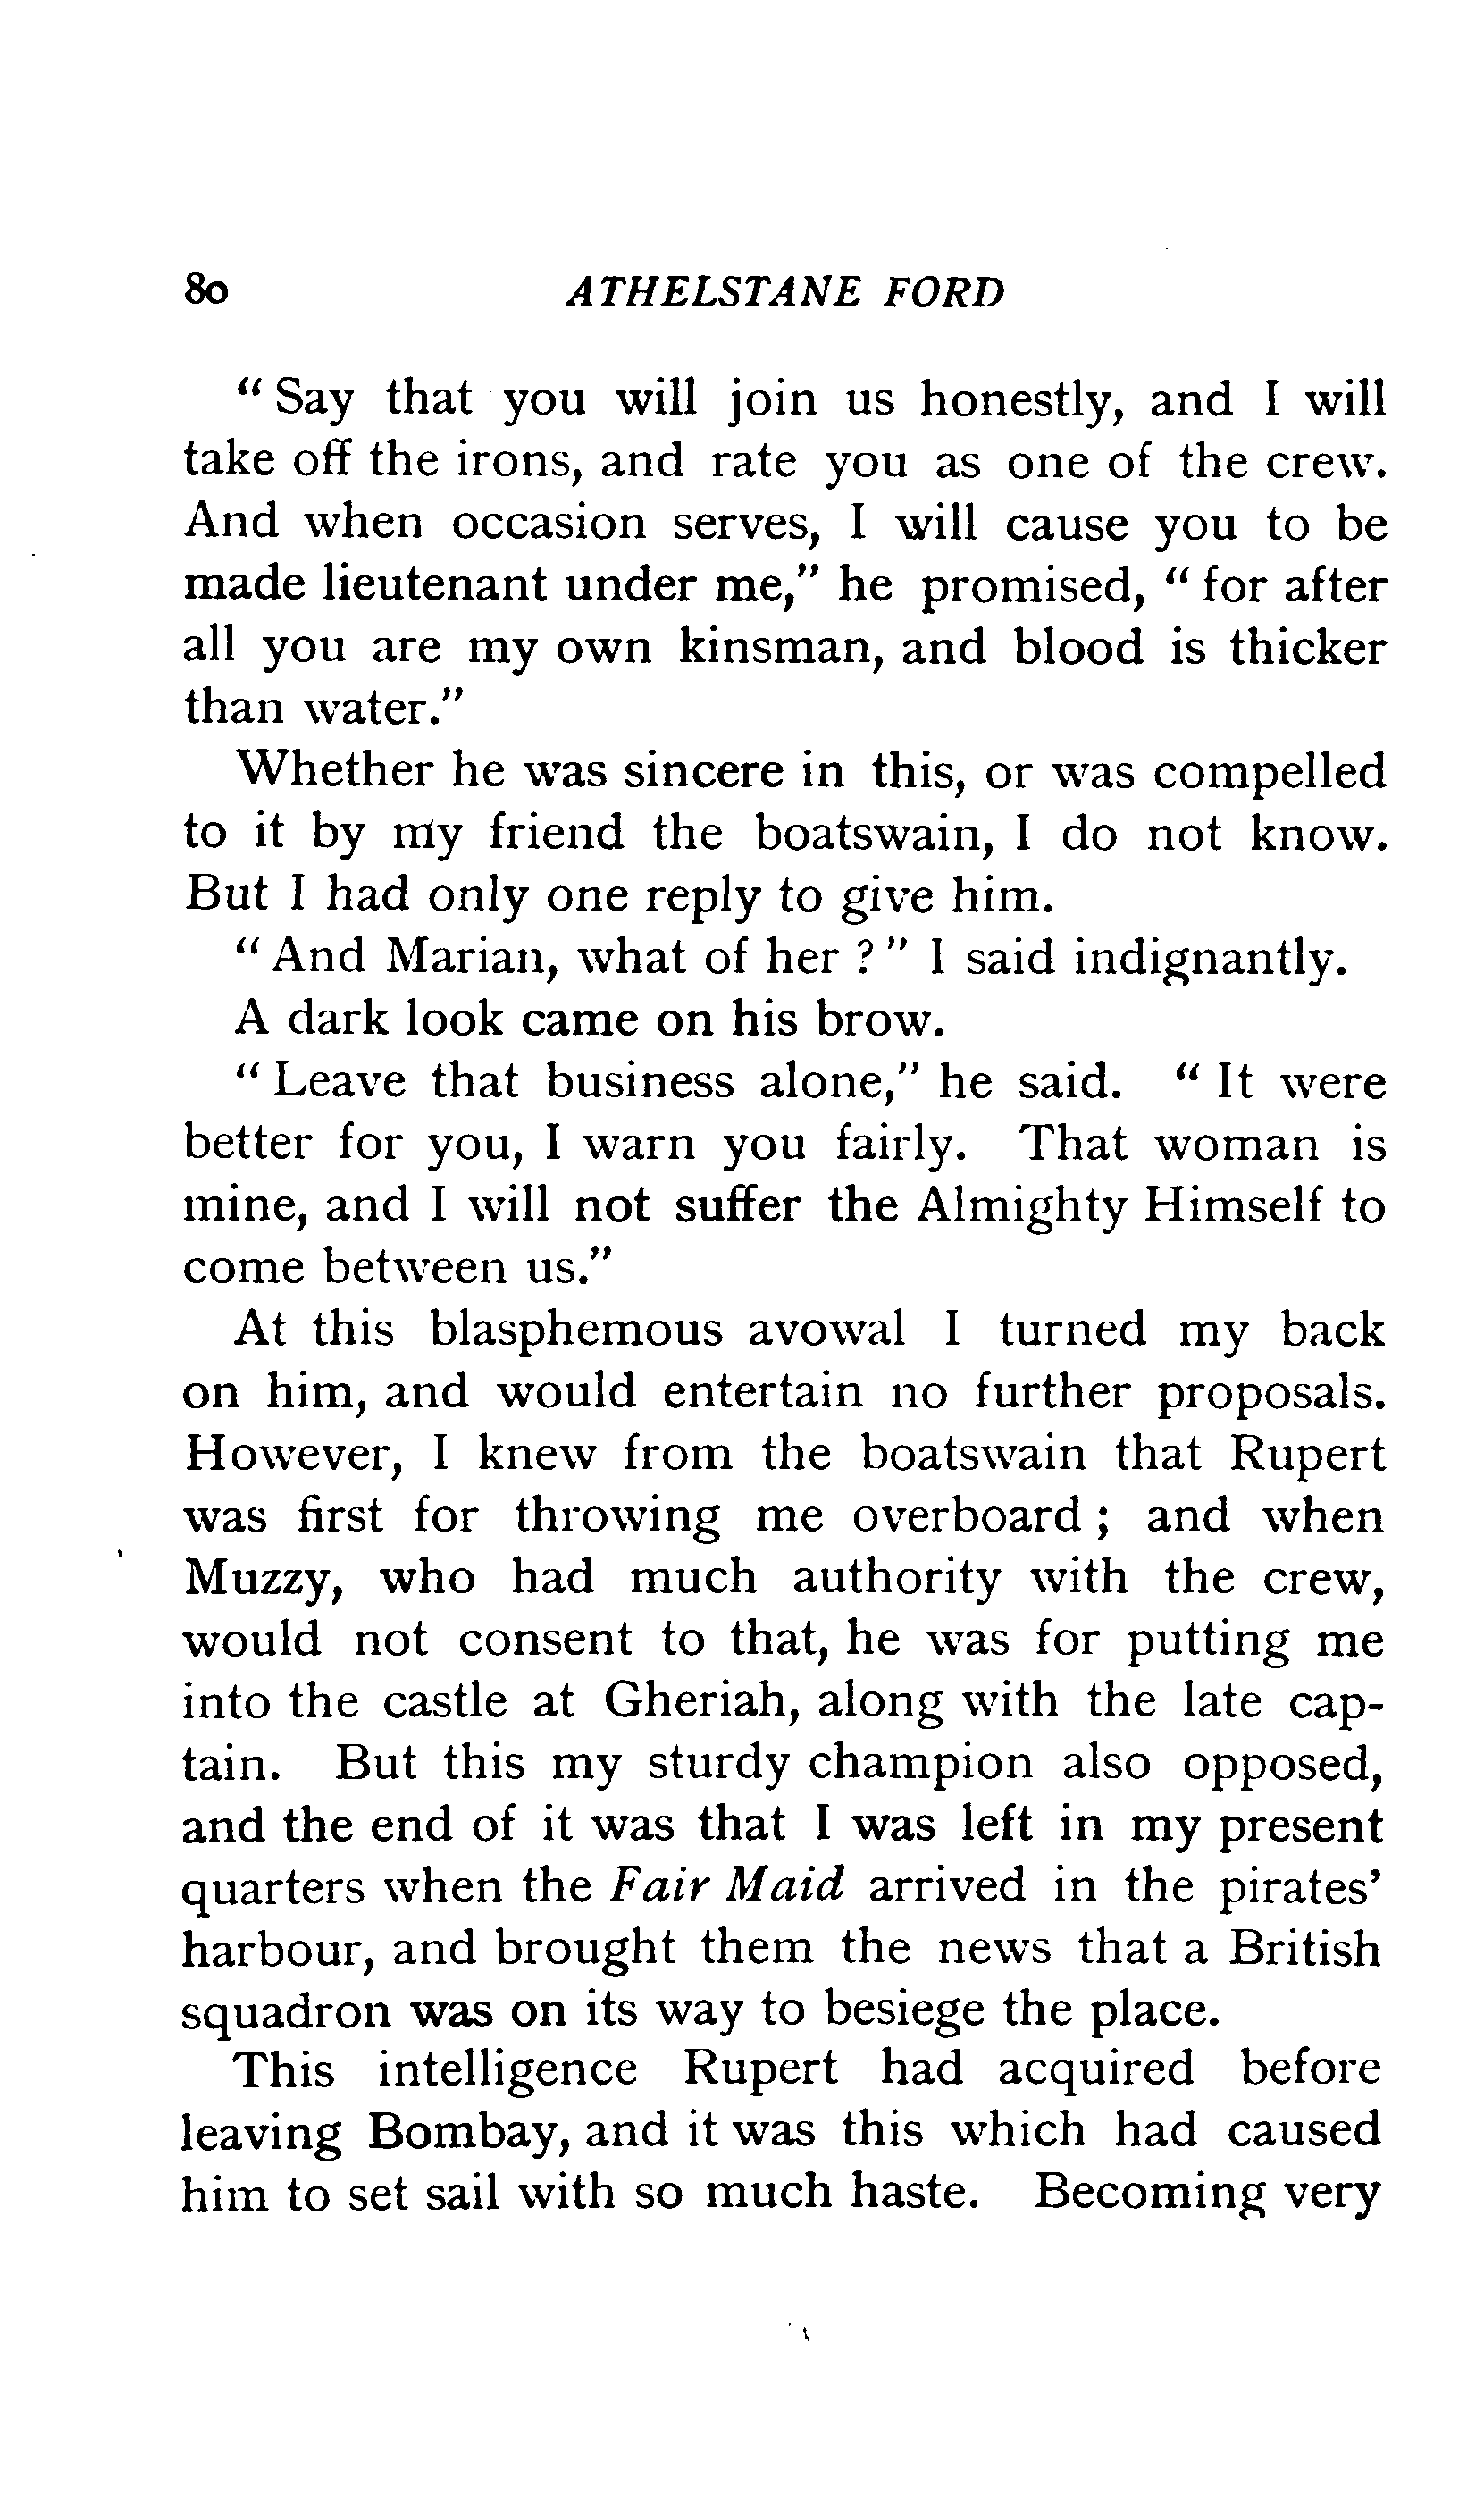 80 ATHELSTANE FORD
“ Say that you will join us honestly, and I will
take off the irons, and rate you as one of the crew.
And when occasion serves, I will cause you to be
made lieutenant under me,” he promised, “ for after
all you are my own kinsman, and blood is thicker
than water.”
Whether he was sincere in this, or was compelled
to it by my friend the boatswain, I do not know.
But I had only one reply to give him.
“ And Marian, what of her ? ” I said indignantly.
A dark look came on his brow.
“ Leave that business alone,” he said. “ It were
better for you, I warn you fairly. That woman is
mine, and I will not suffer the Almighty Himself to
come between us.”
At this blasphemous avowal I turned my back
on him, and would entertain no further proposals.
However, I knew from the boatswain that Rupert
was first for throwing me overboard ; and when
Muzzy, who had much authority with the crew,
would not consent to that, he was for putting me
into the castle at Gheriah, along with the late cap-
tain. But this my sturdy champion also opposed,
and the end of it was that I was left in my present
quarters when the Fair Maid arrived in the pirates’
harbour, and brought them the news that a British
squadron was on its way to besiege the place.
This intelligence Rupert had acquired before
leaving Bombay, and it was this which had caused
him to set sail with so much haste. Becoming very